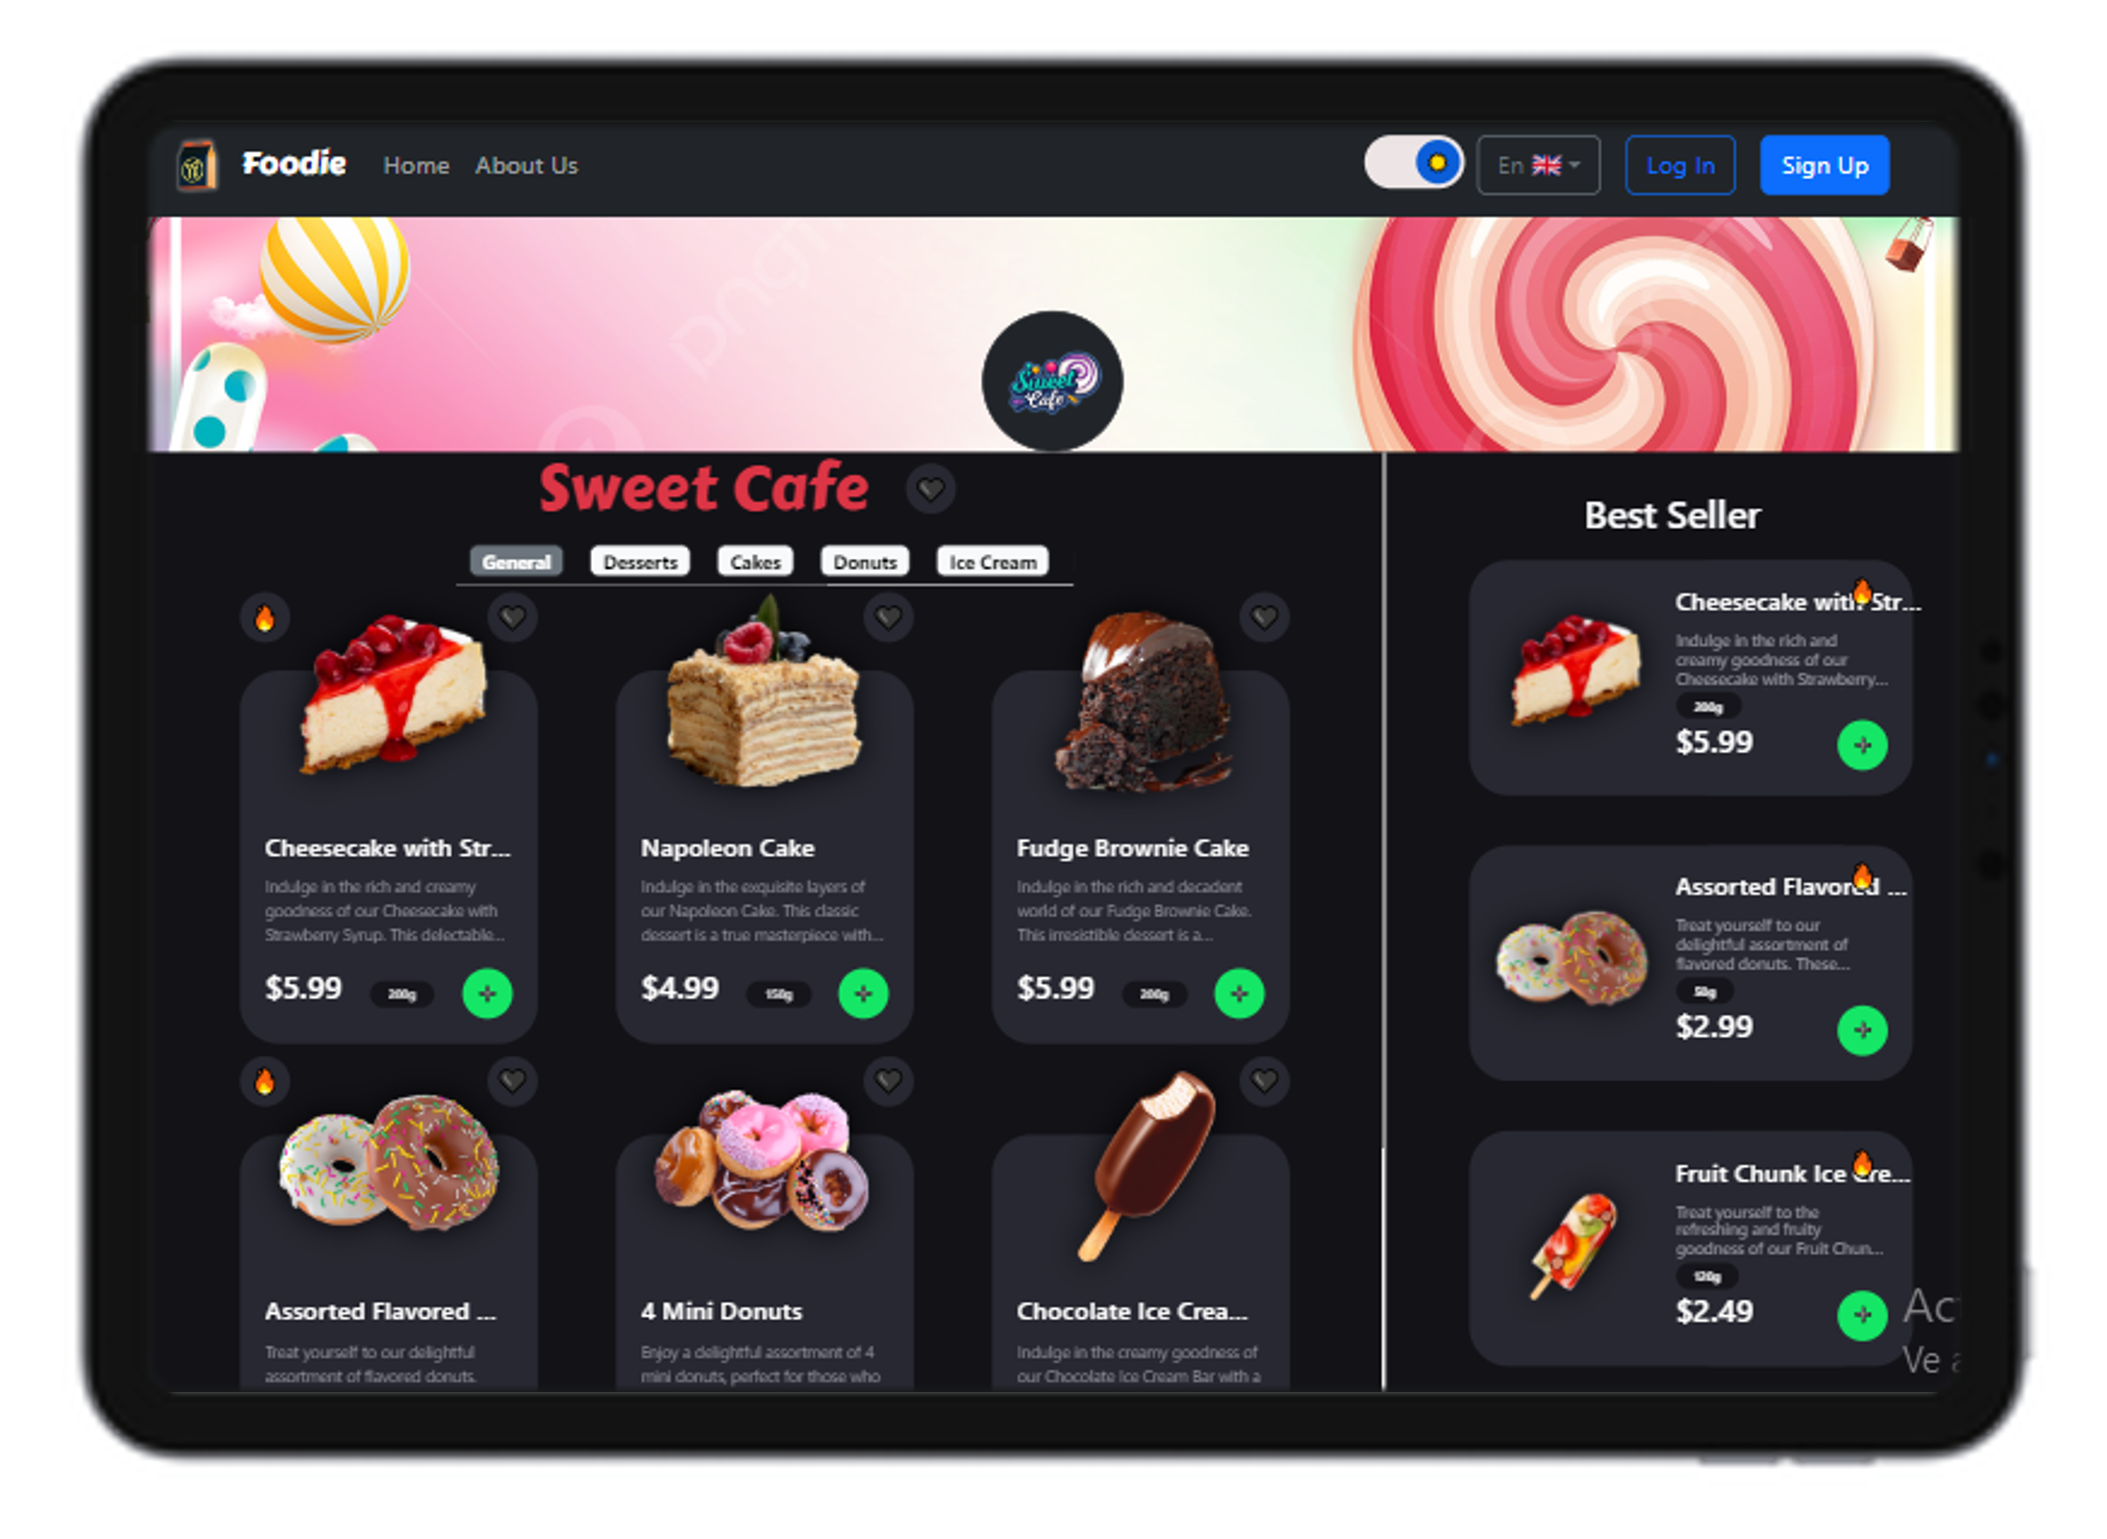 Foodie
Home
About Us
En
Log In
Sign Up
pngtree
Sweet
Cafe
Sweet Cafe
General
Desserts
Cakes
Donuts
Ice Cream
Cheesecake with Str...
Indulge in the rich and creamy
goodness of our Cheesecake with
Strawberry Syrup. This delectable...
$5.99
200g
Napoleon Cake
Indulge in the exquisite layers of
our Napoleon Cake. This classic
dessert is a true masterpiece with...
$4.99
150g
Fudge Brownie Cake
Indulge in the rich and decadent
world of our Fudge Brownie Cake.
This irresistible dessert is a...
$5.99
200g
Assorted Flavored ...
Treat yourself to our delightful
assortment of flavored donuts.
4 Mini Donuts
Enjoy a delightful assortment of 4
mini donuts, perfect for those who
Chocolate Ice Crea...
Indulge in the creamy goodness of
our Chocolate Ice Cream Bar with a
Best Seller
Cheesecake with Str...
Indulge in the rich and
creamy goodness of our
Cheesecake with Strawberry...
200g
$5.99
Assorted Flavored ...
Treat yourself to our
delightful assortment of
flavored donuts. These...
50g
$2.99
Fruit Chunk Ice Cre...
Treat yourself to the
refreshing and fruity
goodness of our Fruit Chun...
120g
$2.49
Ac
Ve a